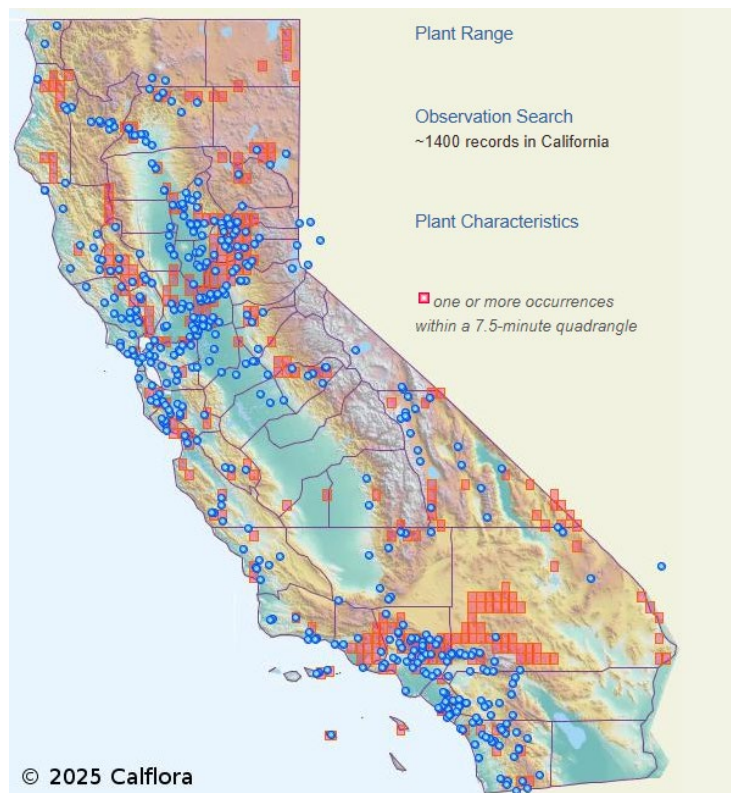 Plant Range
Observation Search
~1400 records in California
Plant Characteristics
one or more occurrences
within a 7.5-minute quadrangle
© 2025 Calflora